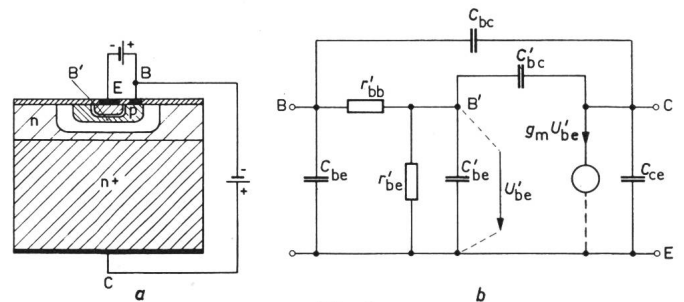 - +
B' E B
n p
n+
-
+
C
a
C_bc
C'_bc
B r'_bb B' C
g_m U'_be
C_be r'_be C'_be U'_be C_ce
E
b